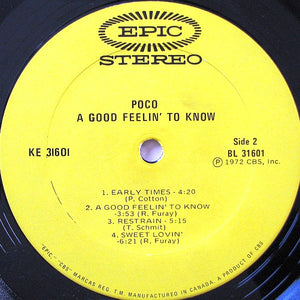 EPIC
STEREO
POCO
A GOOD FEELIN' TO KNOW
KE 31601
Side 2
BL 31601
℗ 1972 CBS, Inc.
1. EARLY TIMES - 4:20
(P. Cotton)
2. A GOOD FEELIN' TO KNOW
-3:53 (R. Furay)
3. RESTRAIN - 5:15
(T. Schmit)
4. SWEET LOVIN'
-6:21 (R. Furay)
"EPIC," "CBS" MARCAS REG. T.M. MANUFACTURED IN CANADA. A PRODUCT OF CBS